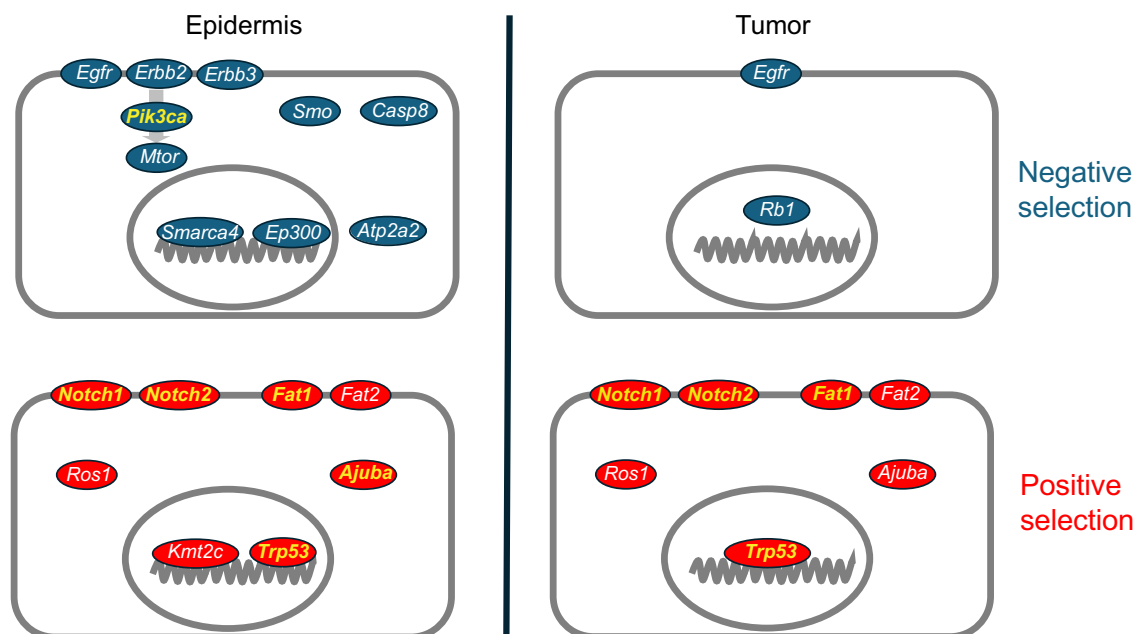 Epidermis
Tumor
Egfr
Erbb2
Erbb3
Pik3ca
Mtor
Smo
Casp8
Smarca4
Ep300
Atp2a2
Egfr
Rb1
Negative
selection
Notch1
Notch2
Fat1
Fat2
Ros1
Ajuba
Kmt2c
Trp53
Notch1
Notch2
Fat1
Fat2
Ros1
Ajuba
Trp53
Positive
selection